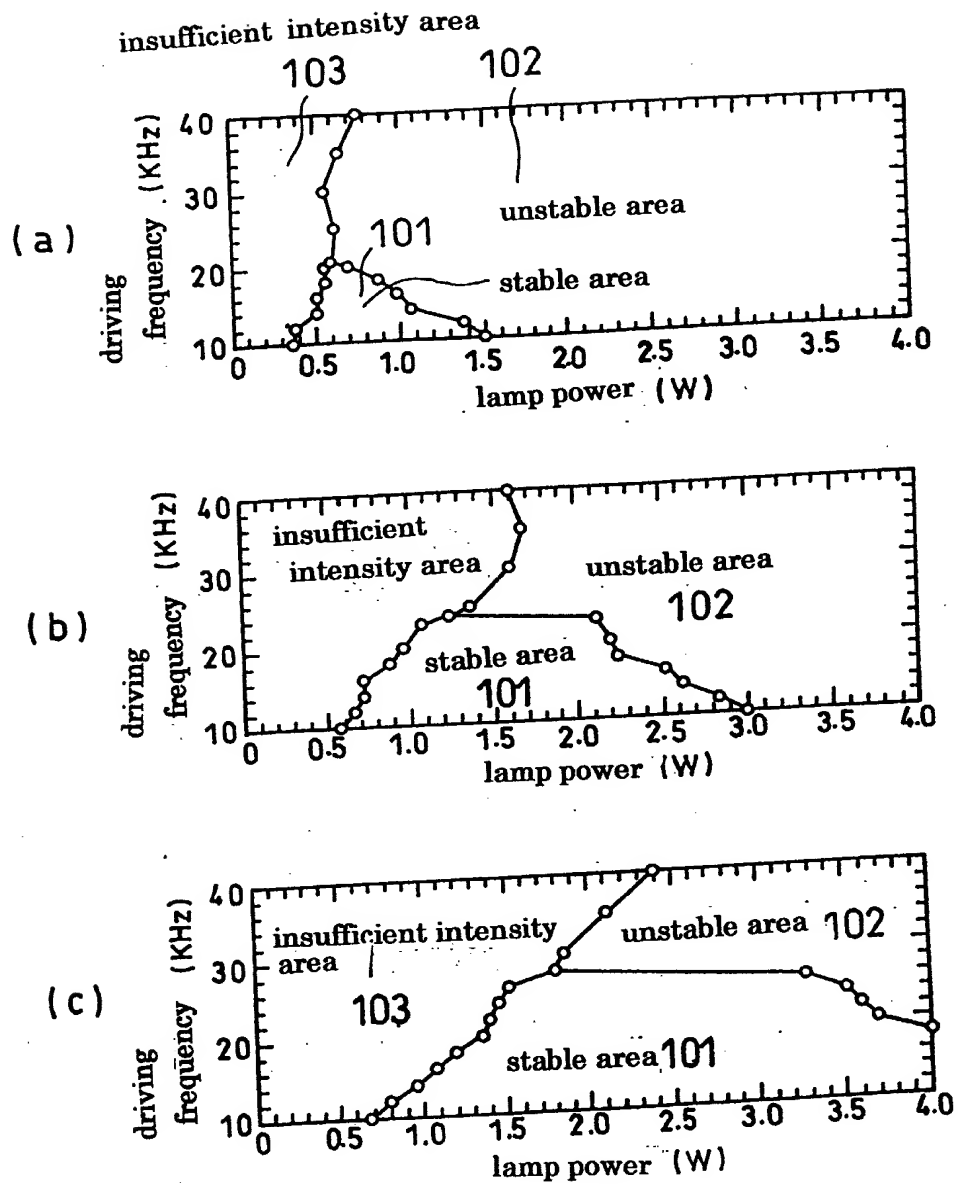 insufficient intensity area
103
102
(a)
driving
frequency (KHz)
40
30
20
10
101
unstable area
stable area
0 0.5 1.0 1.5 2.0 2.5 3.0 3.5 4.0
lamp power (W)
(b)
driving
frequency (KHz)
40
30
20
10
insufficient
intensity area
unstable area
102
stable area
101
0 0.5 1.0 1.5 2.0 2.5 3.0 3.5 4.0
lamp power (W)
(c)
driving
frequency (KHz)
40
30
20
10
insufficient intensity
area
103
unstable area 102
stable area 101
0 0.5 1.0 1.5 2.0 2.5 3.0 3.5 4.0
lamp power (W)